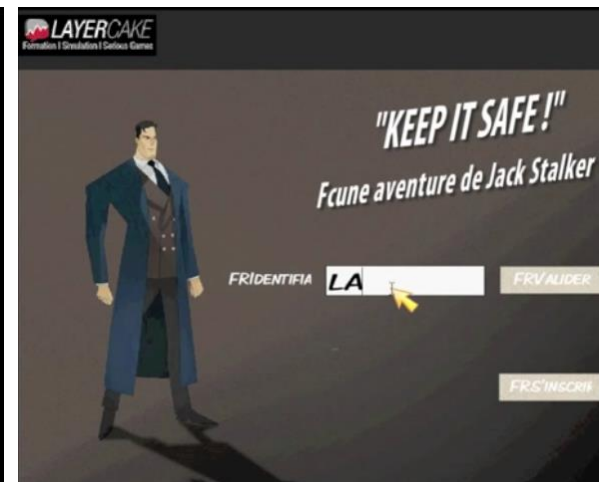 LAYERCAKE
Formation | Simulation | Serious Games
"KEEP IT SAFE !"
Fcune aventure de Jack Stalker
FRIDENTIFIA LA FRVALIDER
FRS'INSCRI